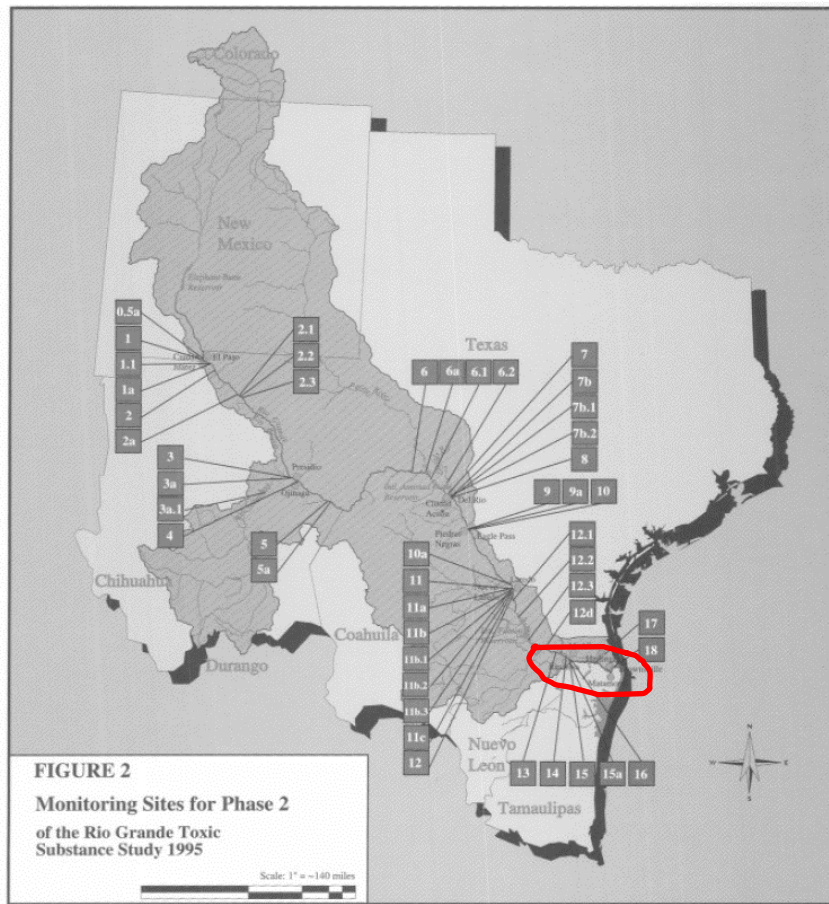 Colorado
New
Mexico
Elephant Butte
Reservoir
0.5a
1
1.1
1a
2
2a
El Paso
2.1
2.2
2.3
Texas
6
6a
6.1
6.2
7
7b
7b.1
7b.2
8
3
3a
3a.1
4
Presidio
Ojinaga
5
5a
Ciudad
Acuña
Del Rio
9
9a
10
Piedras
Negras
Eagle Pass
10a
11
11a
11b
11b.1
11b.2
11b.3
11c
12
12.1
12.2
12.3
12d
17
18
Chihuahua
Durango
Coahuila
Nuevo
León
Tamaulipas
13
14
15
15a
16
N
W
E
S
FIGURE 2
Monitoring Sites for Phase 2
of the Rio Grande Toxic
Substance Study 1995
Scale: 1" = ~140 miles